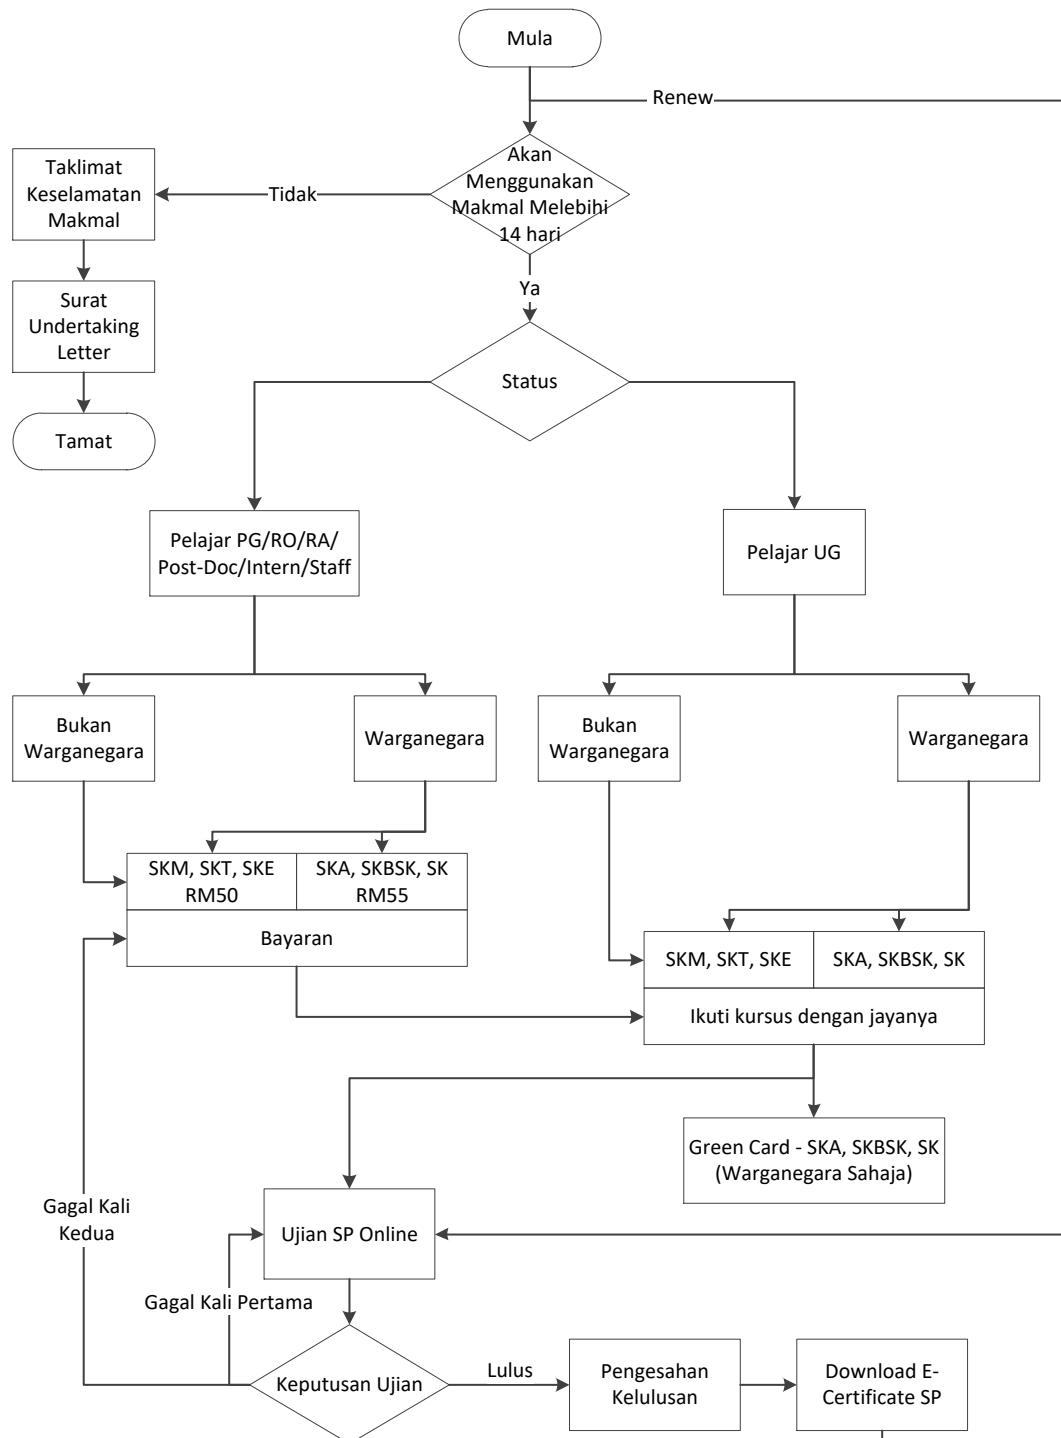 Mula
Renew
Akan
Menggunakan
Makmal Melebihi
14 hari
Tidak
Taklimat
Keselamatan
Makmal
Surat
Undertaking
Letter
Tamat
Ya
Status
Pelajar PG/RO/RA/
Post-Doc/Intern/Staff
Pelajar UG
Bukan
Warganegara
Warganegara
Bukan
Warganegara
Warganegara
SKM, SKT, SKE
RM50
SKA, SKBSK, SK
RM55
Bayaran
SKM, SKT, SKE
SKA, SKBSK, SK
Ikuti kursus dengan jayanya
Green Card - SKA, SKBSK, SK
(Warganegara Sahaja)
Gagal Kali
Kedua
Ujian SP Online
Gagal Kali Pertama
Keputusan Ujian
Lulus
Pengesahan
Kelulusan
Download E-
Certificate SP